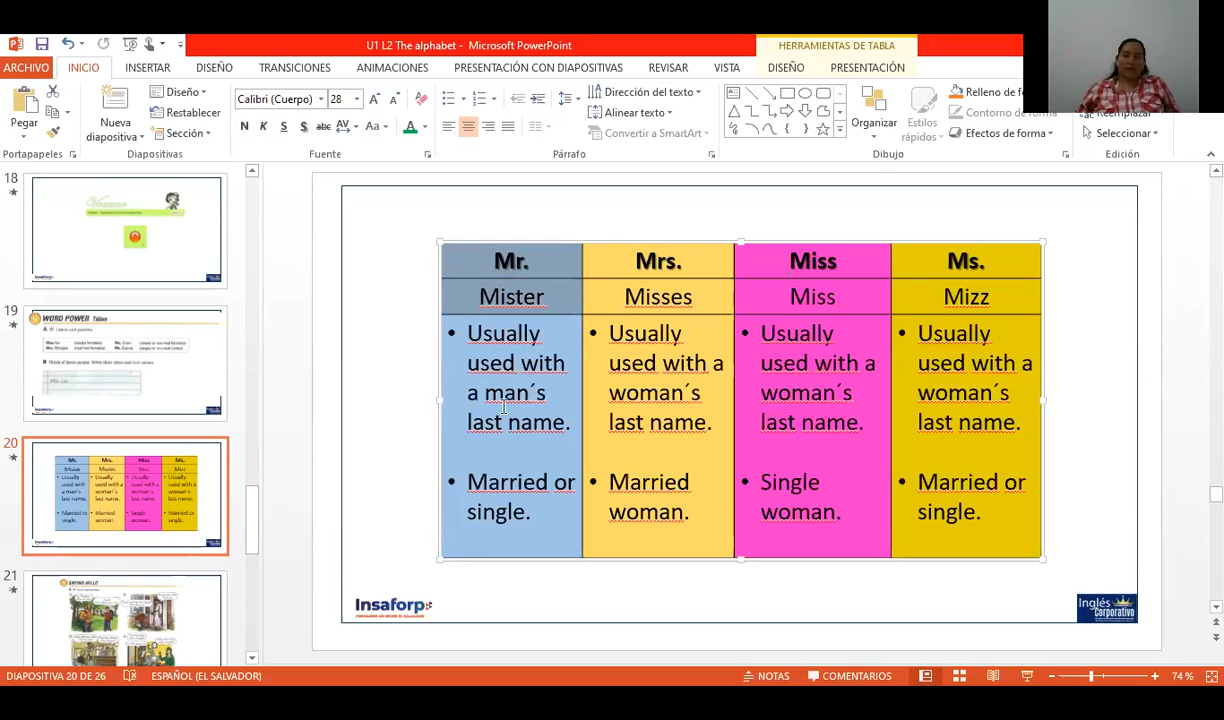 U1 L2 The alphabet - Microsoft PowerPoint
HERRAMIENTAS DE TABLA
ARCHIVO INICIO INSERTAR DISEÑO TRANSICIONES ANIMACIONES PRESENTACIÓN CON DIAPOSITIVAS REVISAR VISTA DISEÑO PRESENTACIÓN
Pegar
Nueva diapositiva
Diseño
Restablecer
Sección
Calibri (Cuerpo) 28
N K S S abc AV Aa A
Dirección del texto
Alinear texto
Convertir a SmartArt
Organizar
Estilos rápidos
Relleno de fo
Contorno de forma
Efectos de forma
Reemplazar
Seleccionar
Portapapeles Diapositivas Fuente Párrafo Dibujo Edición
18
19
WORD POWER Titles
20
21
SAYING HELLO
Mr. Mrs. Miss Ms.
Mister Misses Miss Mizz
• Usually • Usually • Usually • Usually
used with used with a used with a used with a
a man´s woman´s woman´s woman´s
last name. last name. last name. last name.
• Married or • Married • Single • Married or
single. woman. woman. single.
Insaforp
Inglés
Corporativo
DIAPOSITIVA 20 DE 26 ESPAÑOL (EL SALVADOR) NOTAS COMENTARIOS 74 %